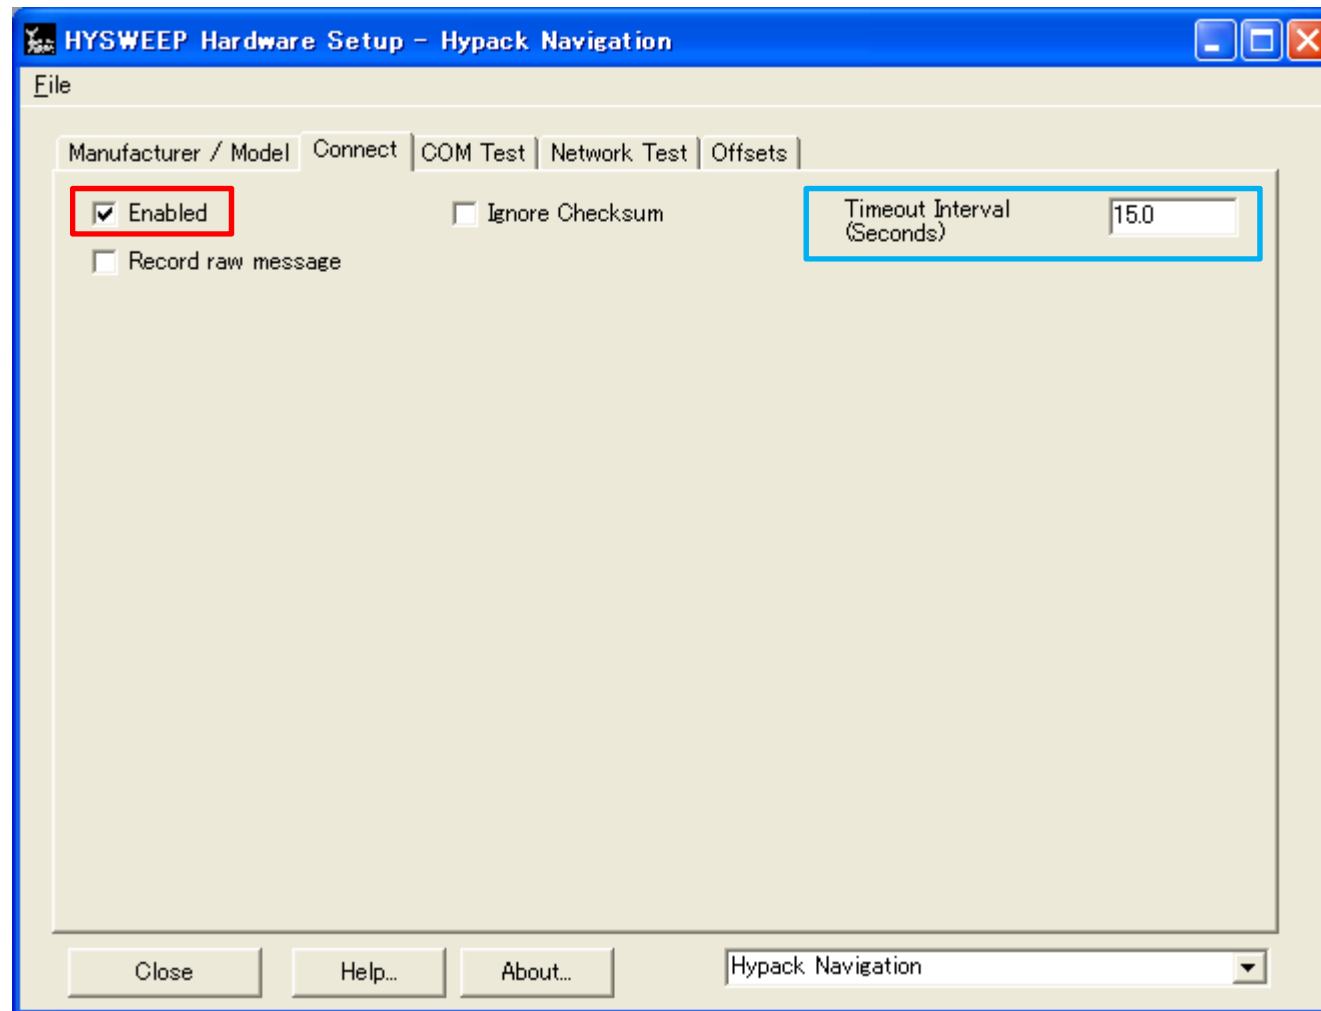 HYSWEEP Hardware Setup - Hypack Navigation
File
Manufacturer / Model Connect COM Test Network Test Offsets
Enabled Ignore Checksum Timeout Interval (Seconds) 15.0
Record raw message
Close Help... About... Hypack Navigation